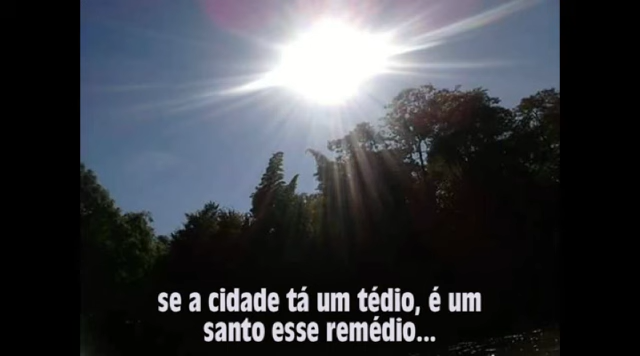 se a cidade tá um tédio, é um
santo esse remédio...